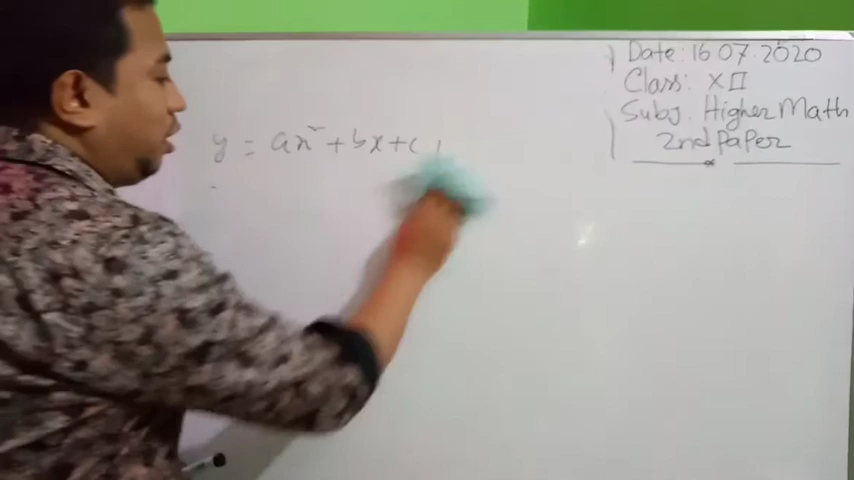 Date: 16.07.2020
Class: XII
Subj. Higher Math
2nd Paper
y = ax² + bx + c